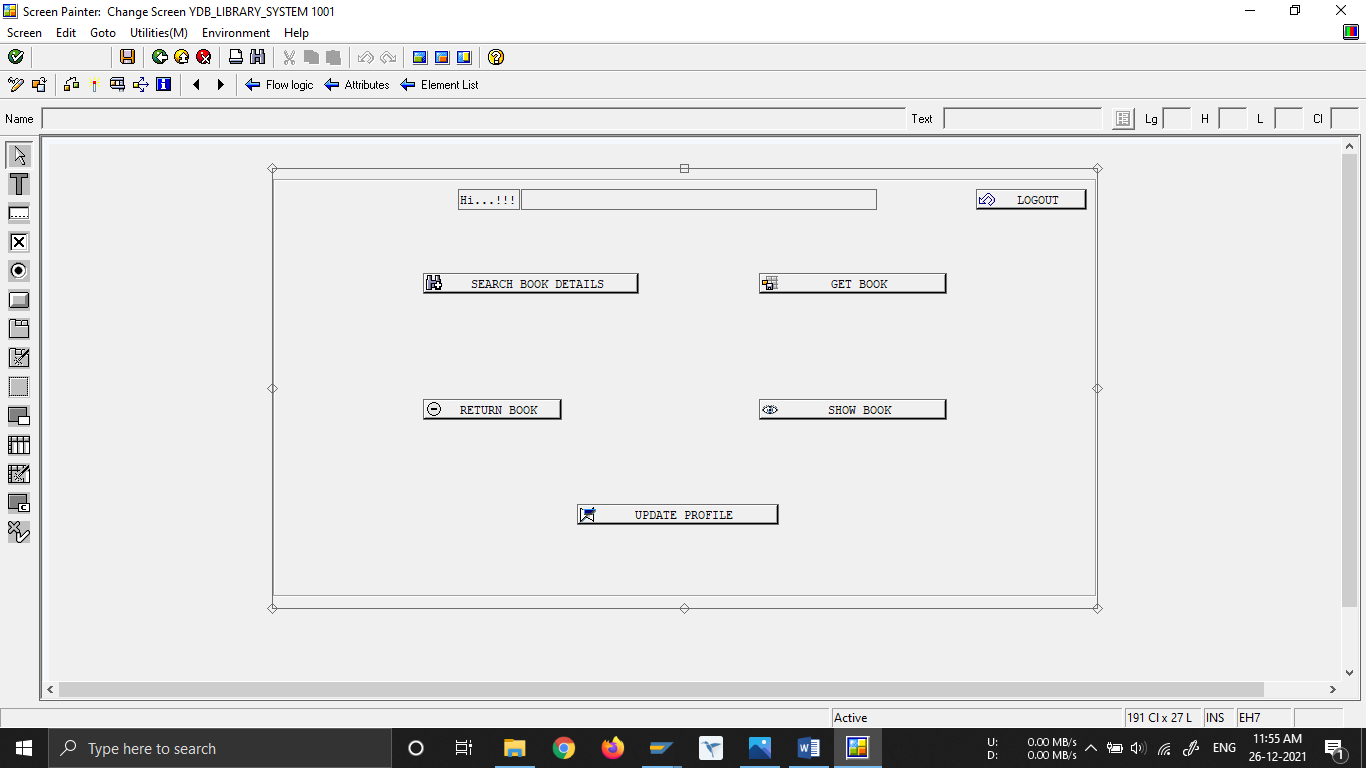 Screen Painter: Change Screen YDB_LIBRARY_SYSTEM 1001
Screen Edit Goto Utilities(M) Environment Help
Flow logic Attributes Element List
Name Text Lg H L Cl
Hi...!!! LOGOUT
SEARCH BOOK DETAILS GET BOOK
RETURN BOOK SHOW BOOK
UPDATE PROFILE
Active 191 Cl x 27 L INS EH7
Type here to search
U: 0.00 MB/s
D: 0.00 MB/s
ENG
11:55 AM
26-12-2021
1